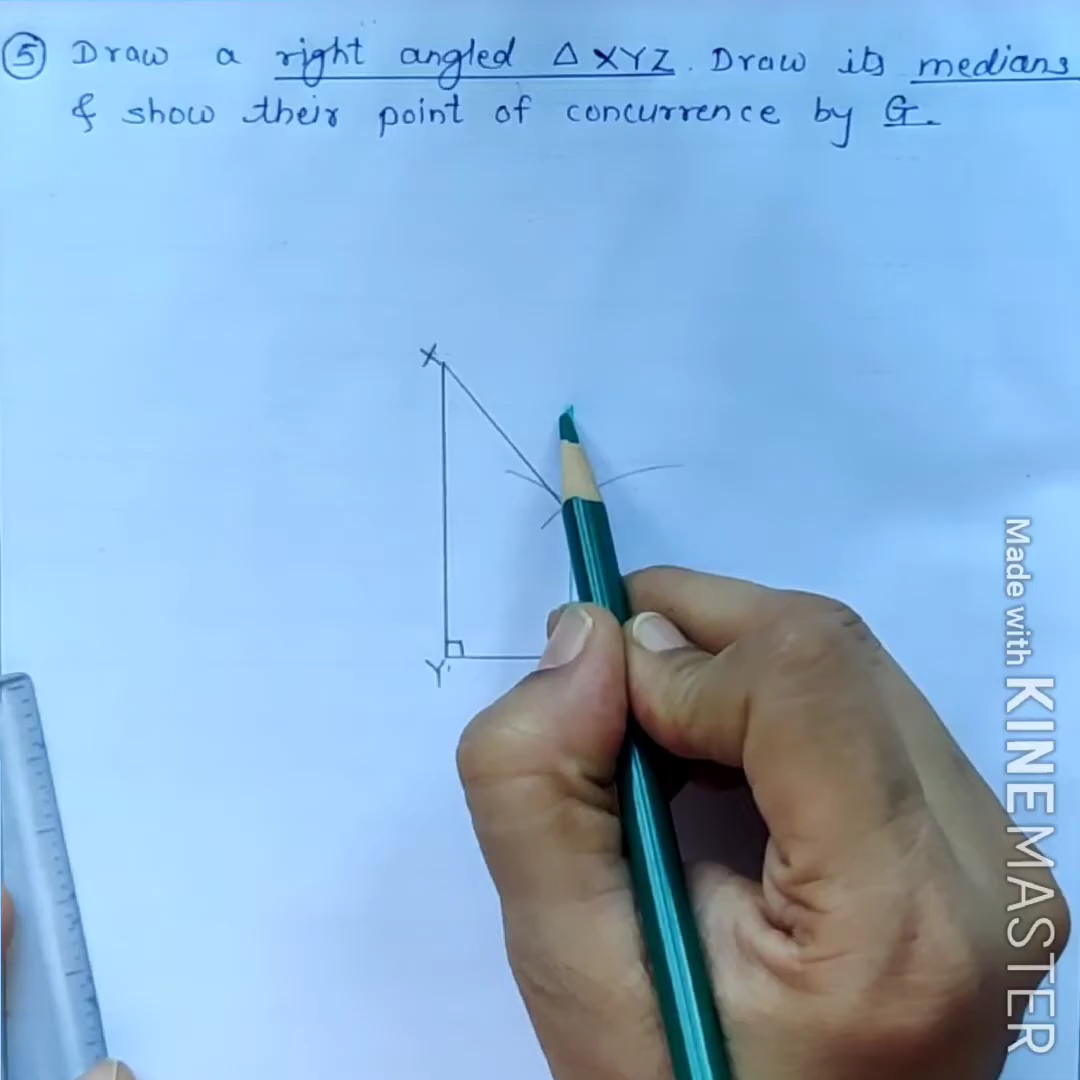 ⑤ Draw a right angled △XYZ. Draw its medians
& show their point of concurrence by G.
X
Y
Made with KINEMASTER